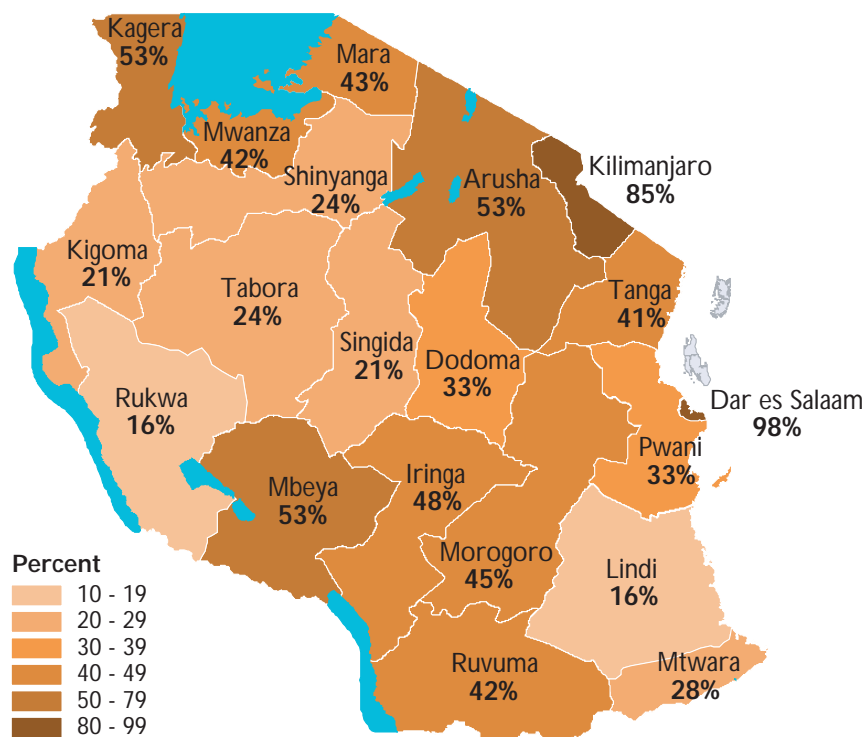 Kagera
53%
Mara
43%
Mwanza
42%
Shinyanga
24%
Arusha
53%
Kilimanjaro
85%
Kigoma
21%
Tabora
24%
Singida
21%
Dodoma
33%
Tanga
41%
Rukwa
16%
Dar es Salaam
98%
Pwani
33%
Mbeya
53%
Iringa
48%
Morogoro
45%
Lindi
16%
Ruvuma
42%
Mtwara
28%
Percent
10 - 19
20 - 29
30 - 39
40 - 49
50 - 79
80 - 99